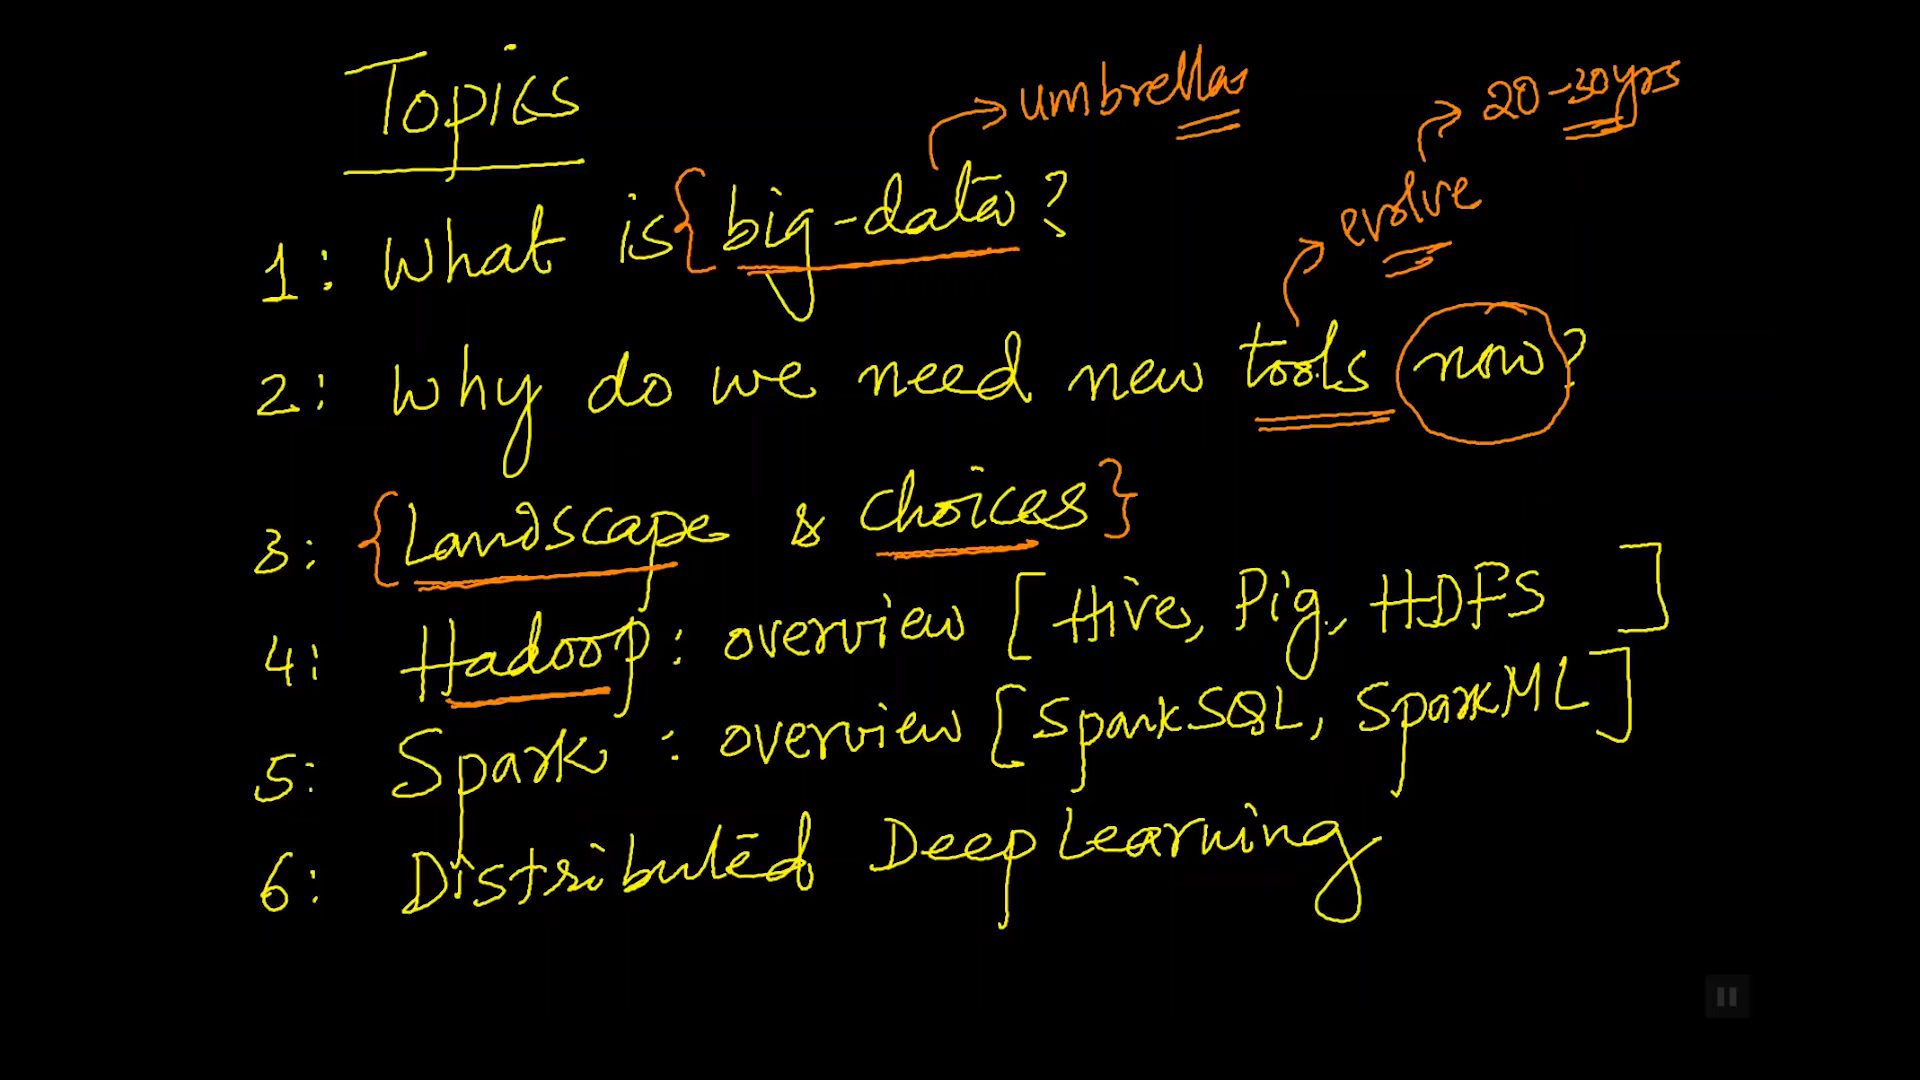 Topics
umbrella
20-30yrs
evolve
1: What is { big-data?
2: Why do we need new tools now?
3: { Landscape & choices }
4: Hadoop: overview [Hive, Pig, HDFS ]
5: Spark : overview [SparkSQL, SparkML]
6: Distributed Deep Learning